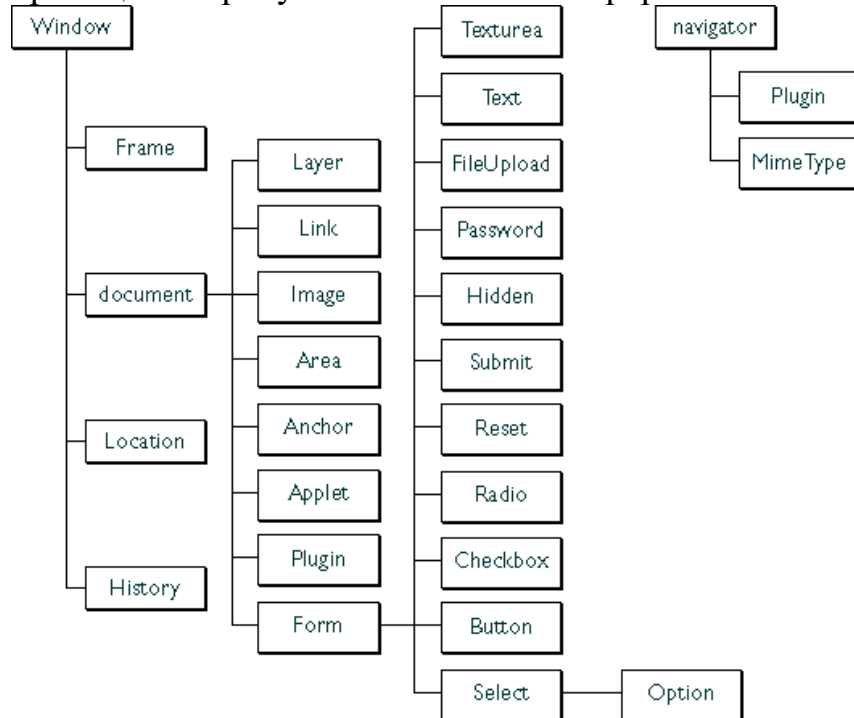 Window
Frame
document
Location
History
Layer
Link
Image
Area
Anchor
Applet
Plugin
Form
Texturea
Text
FileUpload
Password
Hidden
Submit
Reset
Radio
Checkbox
Button
Select
Option
navigator
Plugin
MimeType